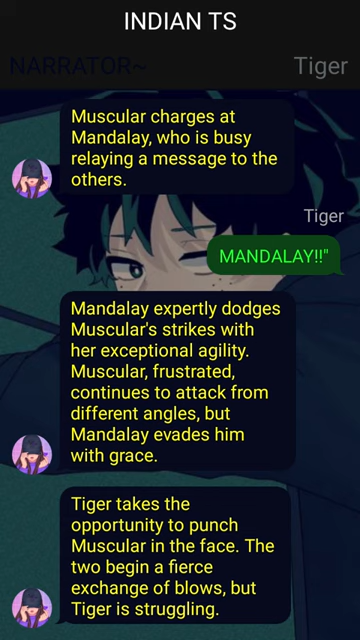 INDIAN TS
NARRATOR~
Tiger
Muscular charges at
Mandalay, who is busy
relaying a message to the
others.
Tiger
MANDALAY!!"
Mandalay expertly dodges
Muscular's strikes with
her exceptional agility.
Muscular, frustrated,
continues to attack from
different angles, but
Mandalay evades him
with grace.
Tiger takes the
opportunity to punch
Muscular in the face. The
two begin a fierce
exchange of blows, but
Tiger is struggling.